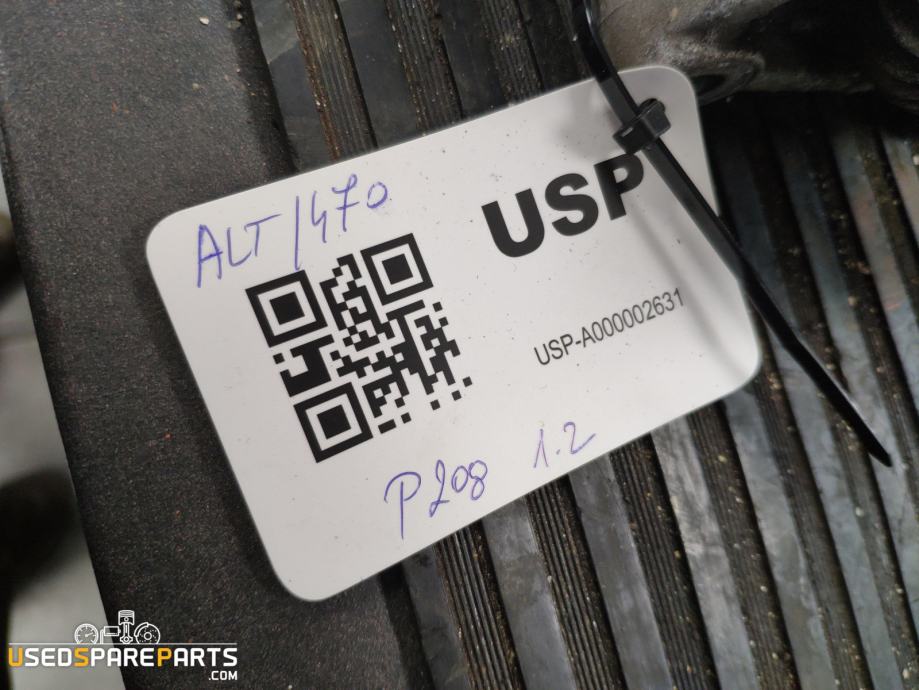 ALT/470
USP
USP-A000002631
P208 1.2
USEDSPAREPARTS
.COM